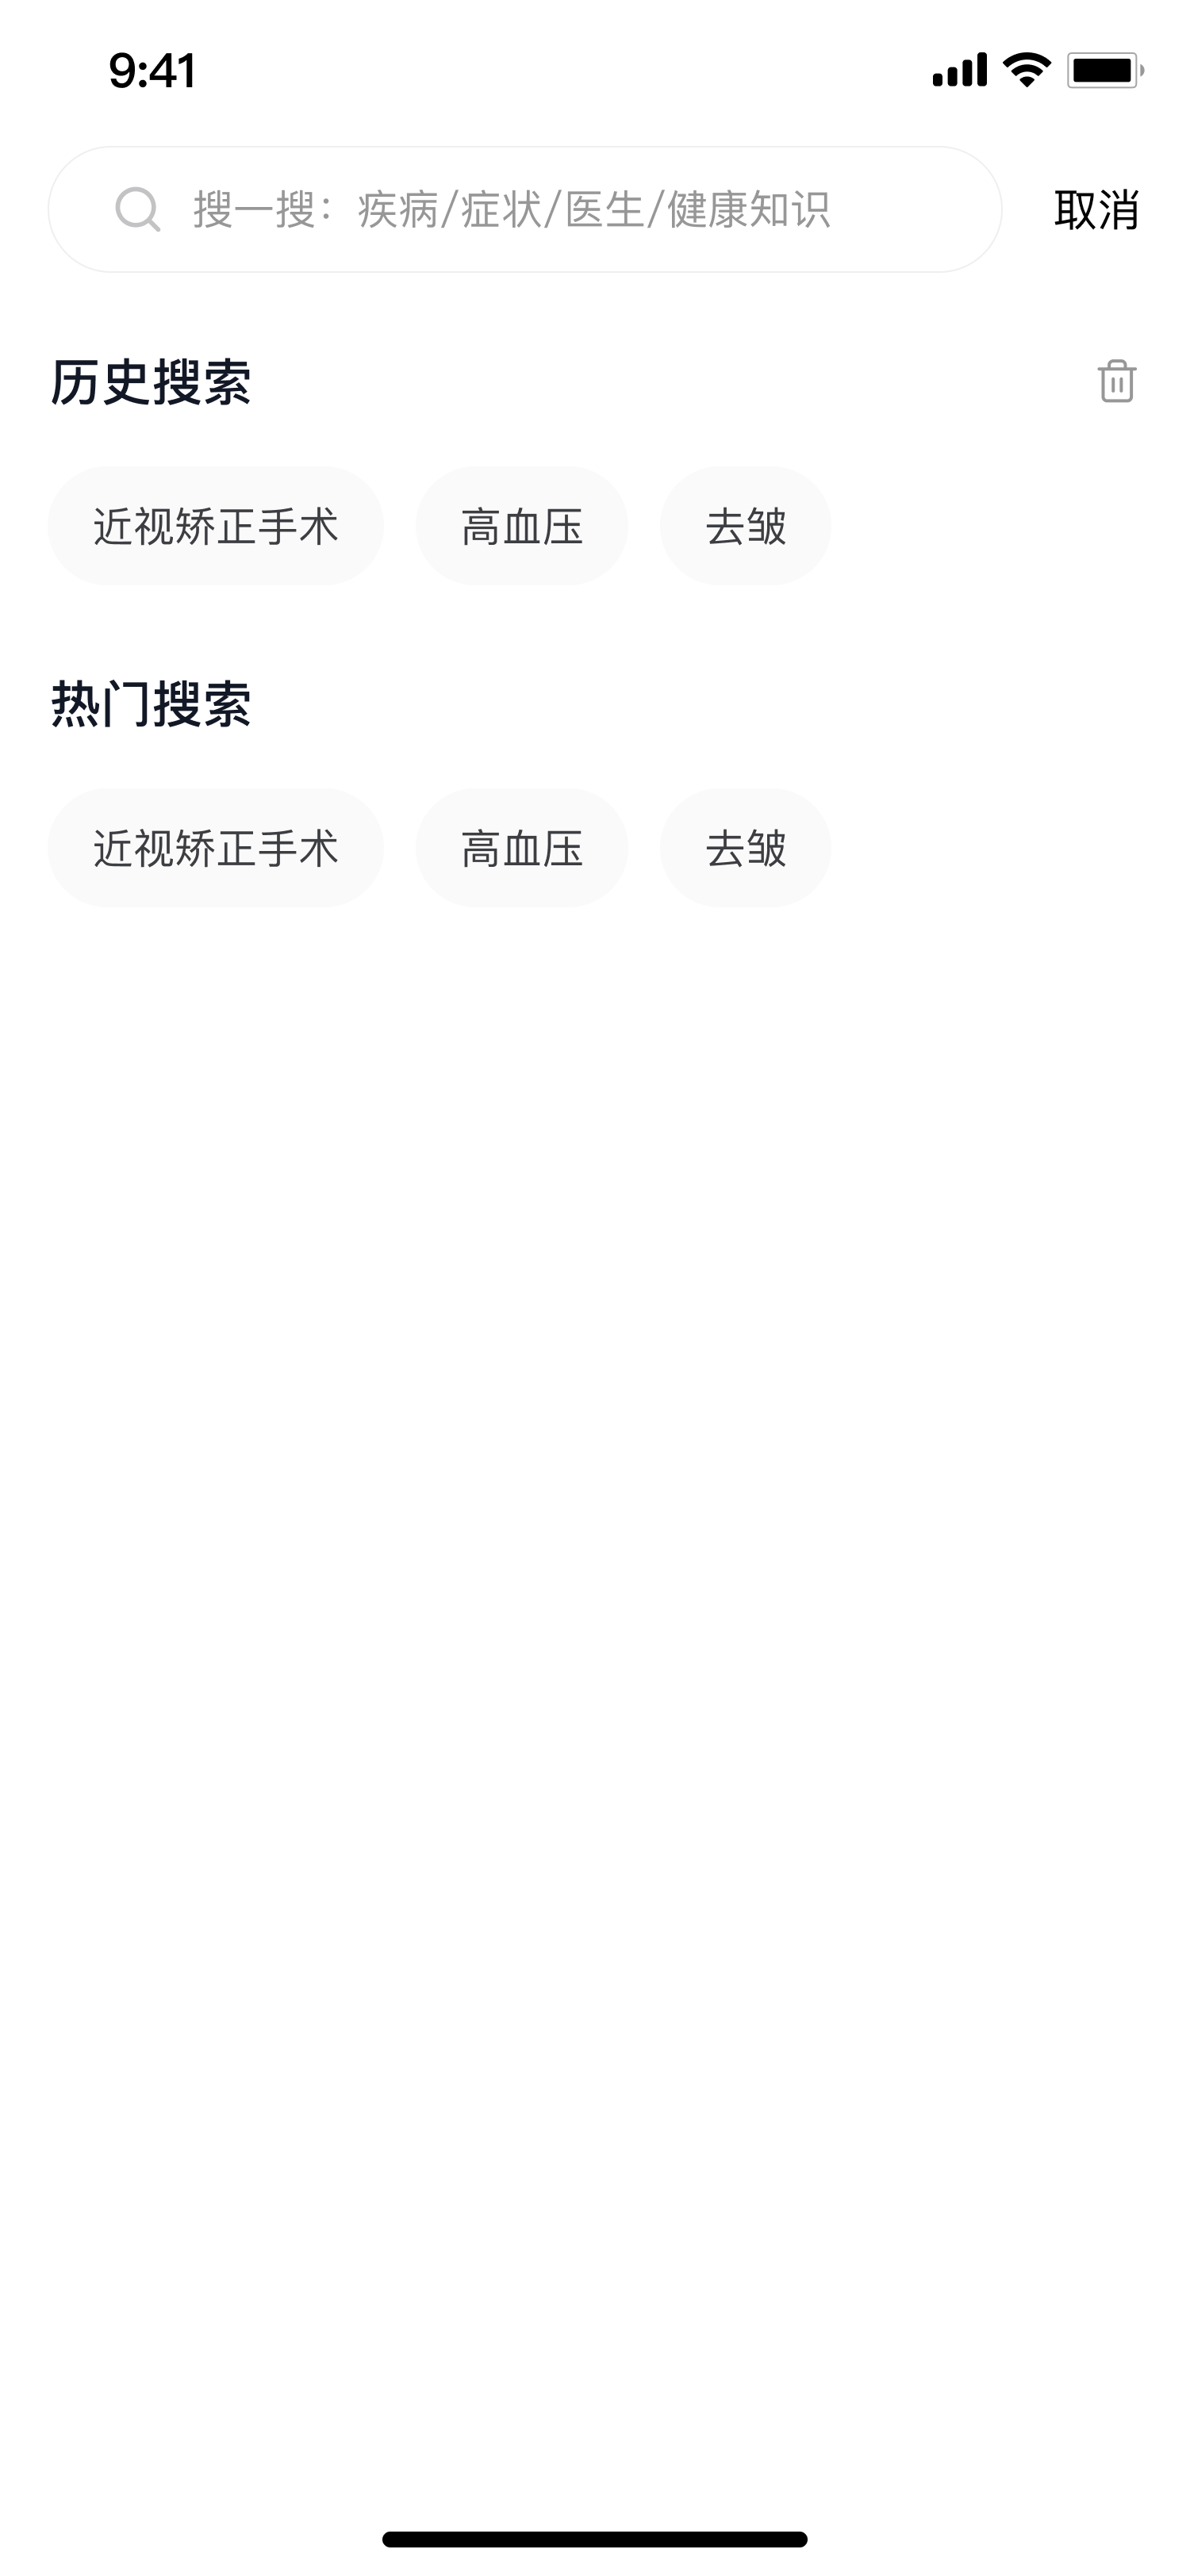 9:41
搜一搜：疾病/症状/医生/健康知识
取消
历史搜索
近视矫正手术 高血压 去皱
热门搜索
近视矫正手术 高血压 去皱